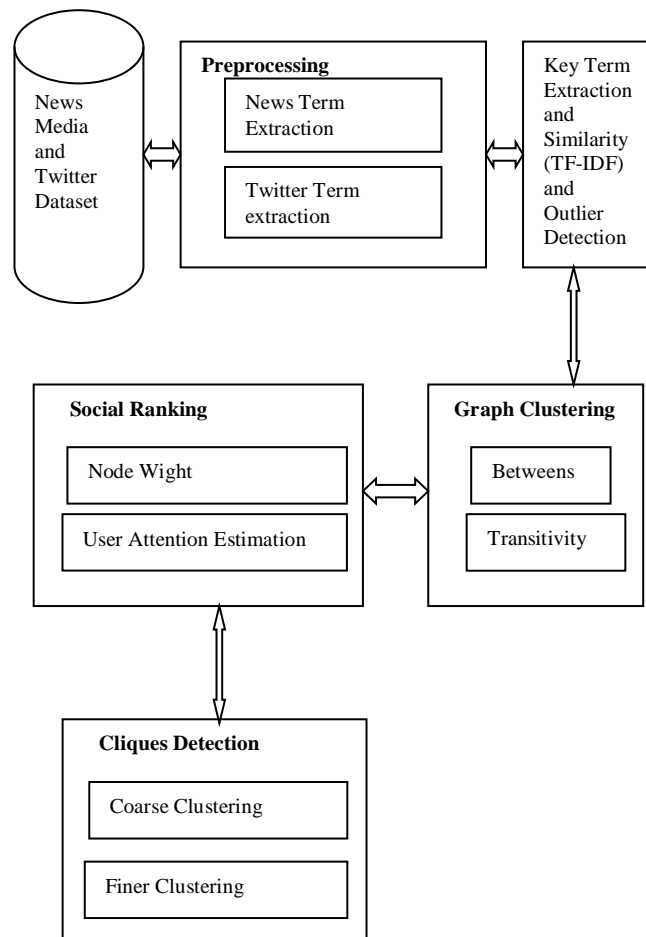 News
Media
and
Twitter
Dataset
Preprocessing
News Term
Extraction
Twitter Term
extraction
Key Term
Extraction
and
Similarity
(TF-IDF)
and
Outlier
Detection
Social Ranking
Node Wight
User Attention Estimation
Graph Clustering
Betweens
Transitivity
Cliques Detection
Coarse Clustering
Finer Clustering